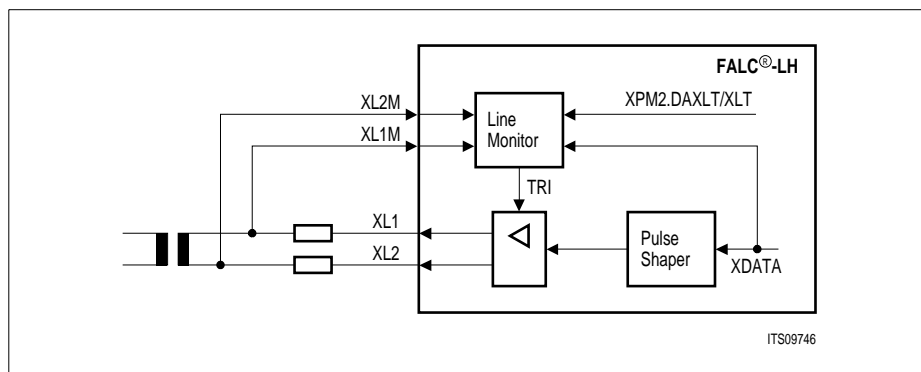 FALC®-LH
XL2M
XPM2.DAXLT/XLT
Line
Monitor
XL1M
TRI
XL1
Pulse
Shaper
XL2
XDATA
ITS09746